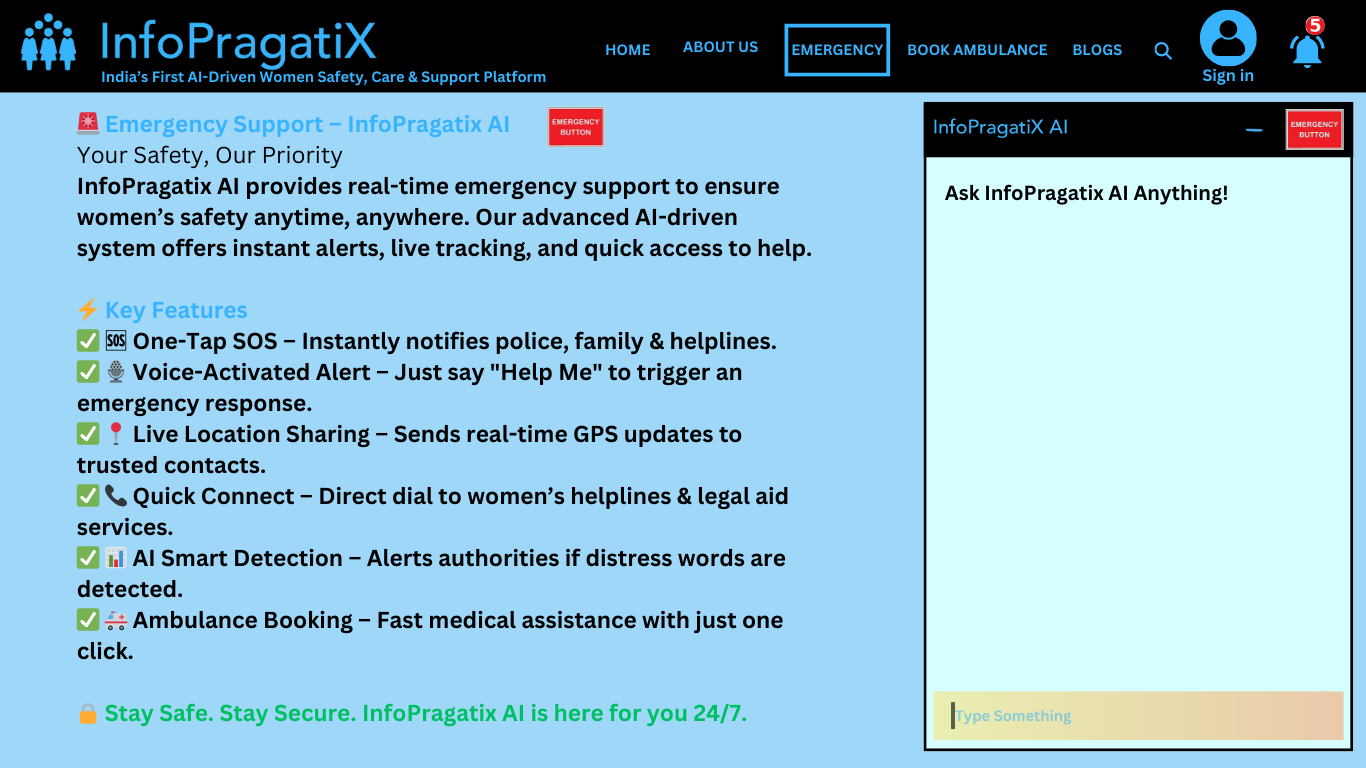 InfoPragatiX
India’s First AI-Driven Women Safety, Care & Support Platform
HOME
ABOUT US
EMERGENCY
BOOK AMBULANCE
BLOGS
Sign in
5
🚨 Emergency Support – InfoPragatix AI
EMERGENCY
BUTTON
Your Safety, Our Priority
InfoPragatix AI provides real-time emergency support to ensure
women’s safety anytime, anywhere. Our advanced AI-driven
system offers instant alerts, live tracking, and quick access to help.
⚡ Key Features
✅ 🆘 One-Tap SOS – Instantly notifies police, family & helplines.
✅ 🎙 Voice-Activated Alert – Just say "Help Me" to trigger an
emergency response.
✅ 📍 Live Location Sharing – Sends real-time GPS updates to
trusted contacts.
✅ 📞 Quick Connect – Direct dial to women’s helplines & legal aid
services.
✅ 📊 AI Smart Detection – Alerts authorities if distress words are
detected.
✅ 🚑 Ambulance Booking – Fast medical assistance with just one
click.
🔒 Stay Safe. Stay Secure. InfoPragatix AI is here for you 24/7.
InfoPragatiX AI
EMERGENCY
BUTTON
Ask InfoPragatix AI Anything!
Type Something